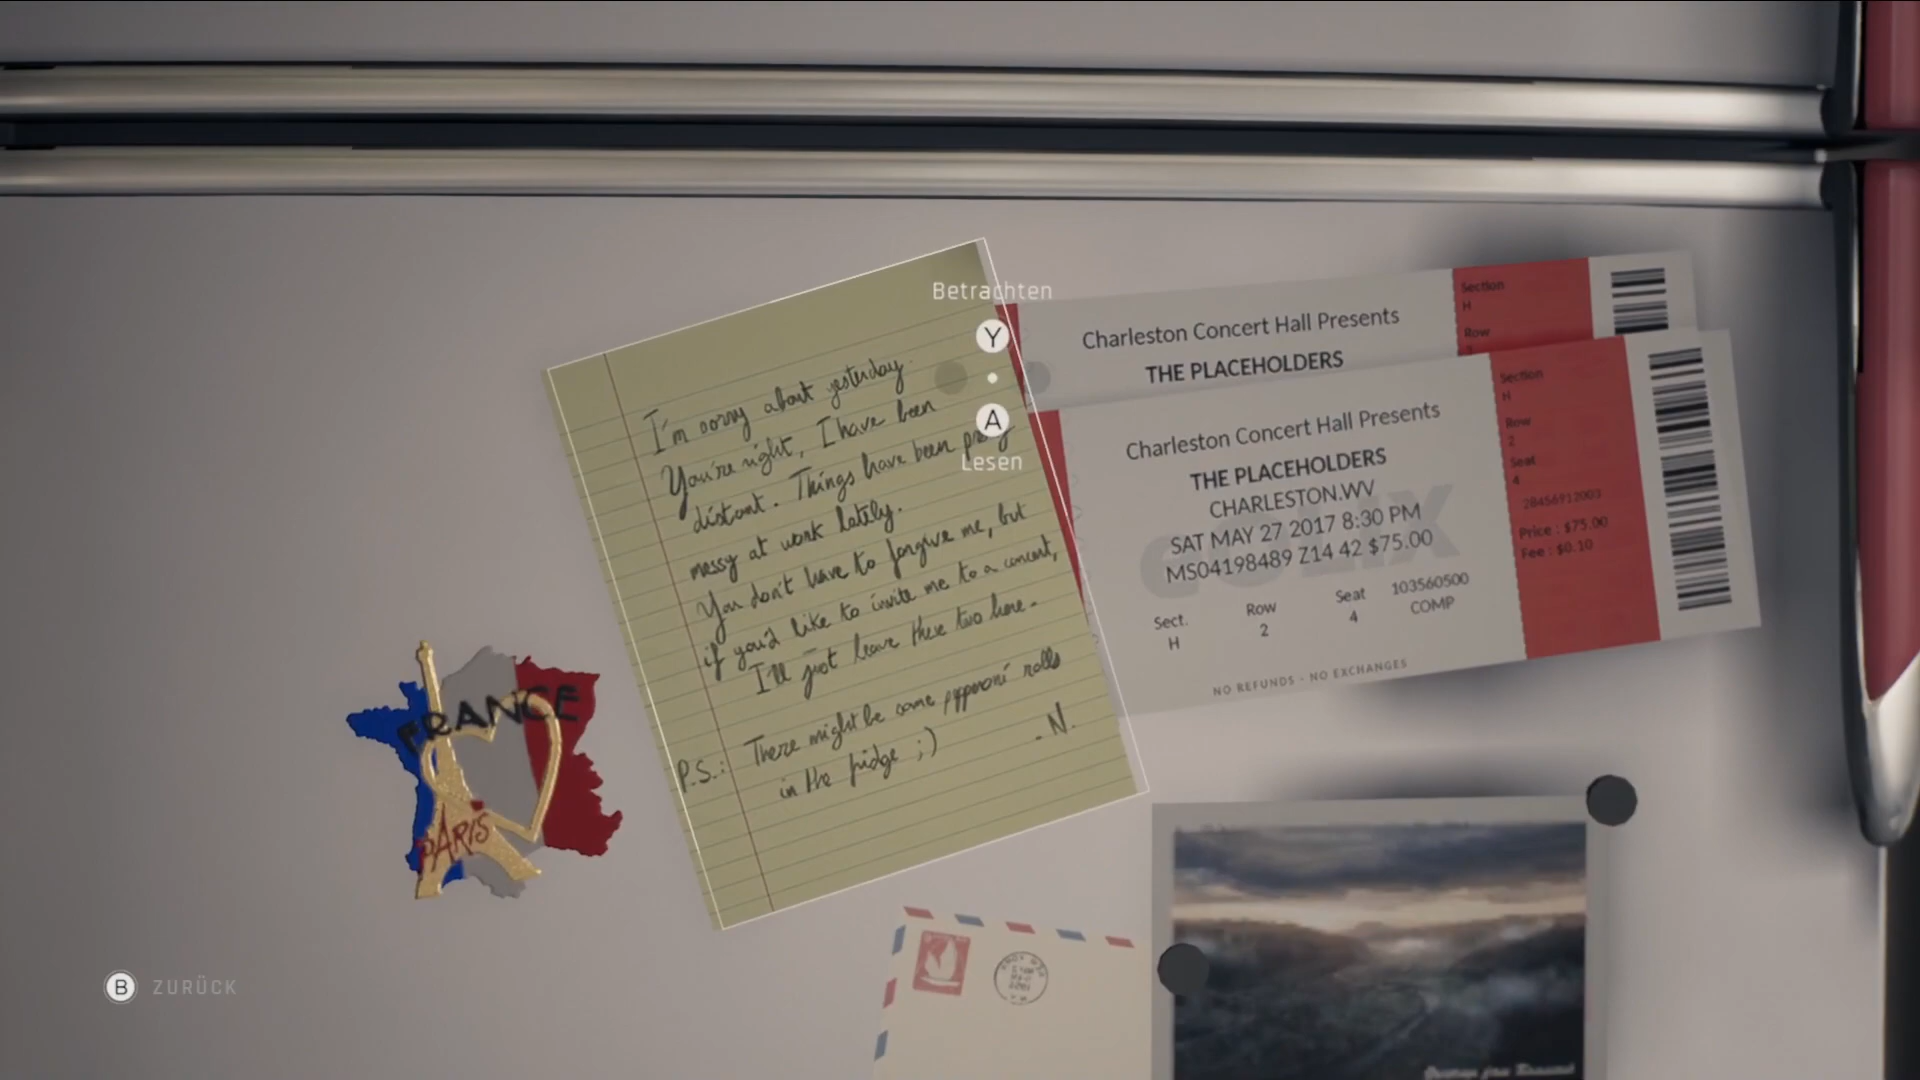 Betrachten
Y
A
Lesen
I'm sorry about yesterday.
You're right, I have been
distant. Things have been
messy at work lately.
You don't have to forgive me, but
if you'd like to invite me to a concert,
I'll just leave these two here.
P.S.: There might be some pepperoni rolls
in the fridge ;)
- N.
Charleston Concert Hall Presents
THE PLACEHOLDERS
Section
H
Row
Charleston Concert Hall Presents
THE PLACEHOLDERS
CHARLESTON.WV
SAT MAY 27 2017 8:30 PM
MS04198489 Z14 42 $75.00
Sect.
H
Row
2
Seat
4
103560500
COMP
NO REFUNDS - NO EXCHANGES
Section
H
Row
2
Seat
4
28456912003
Price : $75.00
Fee : $0.10
FRANCE
PARIS
B ZURÜCK